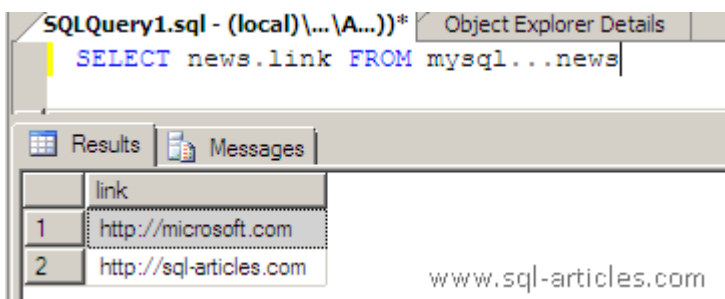 SQLQuery1.sql - (local)\...\A...))* Object Explorer Details
SELECT news.link FROM mysql...news
Results Messages
link
1 http://microsoft.com
2 http://sql-articles.com
www.sql-articles.com